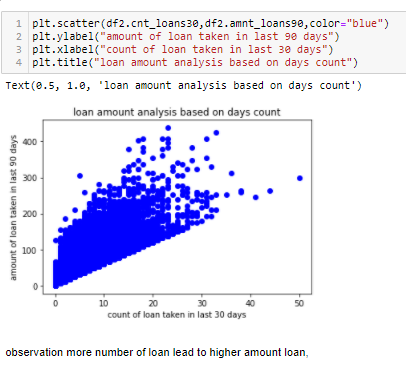 1 plt.scatter(df2.cnt_loans30,df2.amnt_loans90,color="blue")
2 plt.ylabel("amount of loan taken in last 90 days")
3 plt.xlabel("count of loan taken in last 30 days")
4 plt.title("loan amount analysis based on days count")
Text(0.5, 1.0, 'loan amount analysis based on days count')
loan amount analysis based on days count
amount of loan taken in last 90 days
400
300
200
100
0
0 10 20 30 40 50
count of loan taken in last 30 days
observation more number of loan lead to higher amount loan,